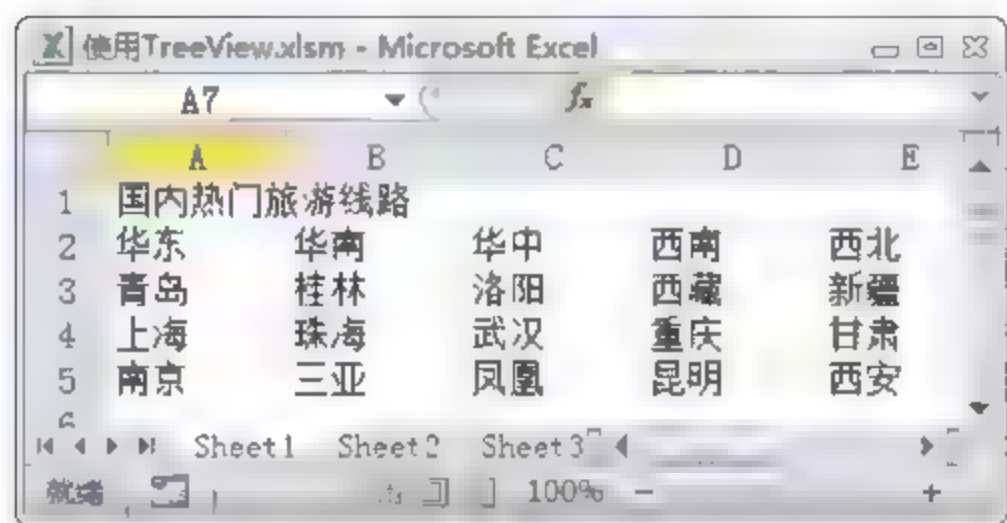 使用TreeView.xlsm - Microsoft Excel
A7 fx
A B C D E
1 国内热门旅游线路
2 华东 华南 华中 西南 西北
3 青岛 桂林 洛阳 西藏 新疆
4 上海 珠海 武汉 重庆 甘肃
5 南京 三亚 凤凰 昆明 西安
6
Sheet1 Sheet2 Sheet3
就绪 100%